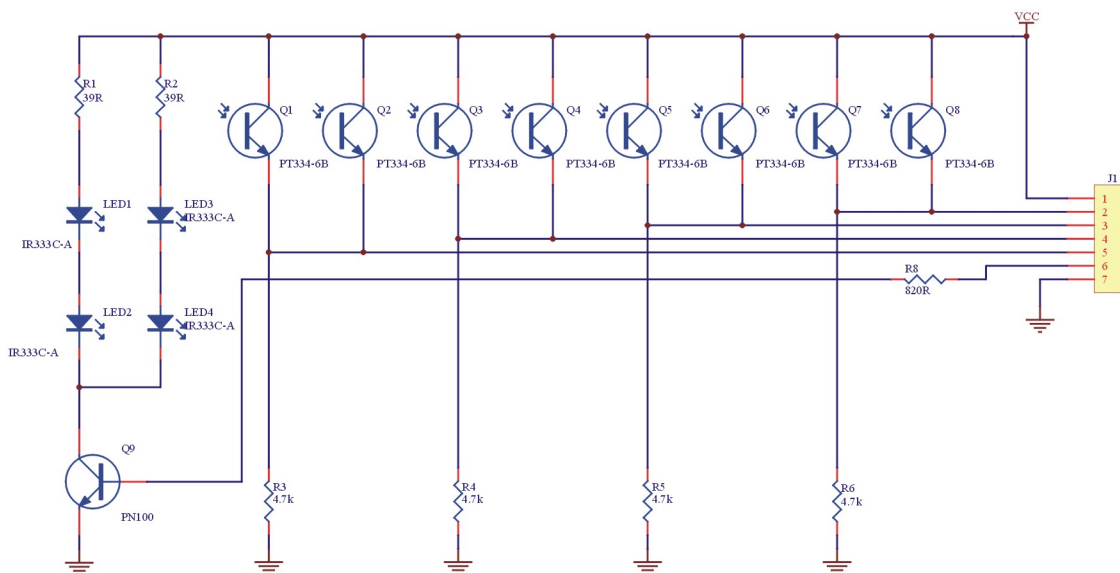 VCC
R1
39R
R2
39R
Q1
PT334-6B
Q2
PT334-6B
Q3
PT334-6B
Q4
PT334-6B
Q5
PT334-6B
Q6
PT334-6B
Q7
PT334-6B
Q8
PT334-6B
J1
1
2
3
4
5
6
7
LED1
IR333C-A
LED3
IR333C-A
R8
820R
LED2
IR333C-A
LED4
IR333C-A
Q9
PN100
R3
4.7k
R4
4.7k
R5
4.7k
R6
4.7k